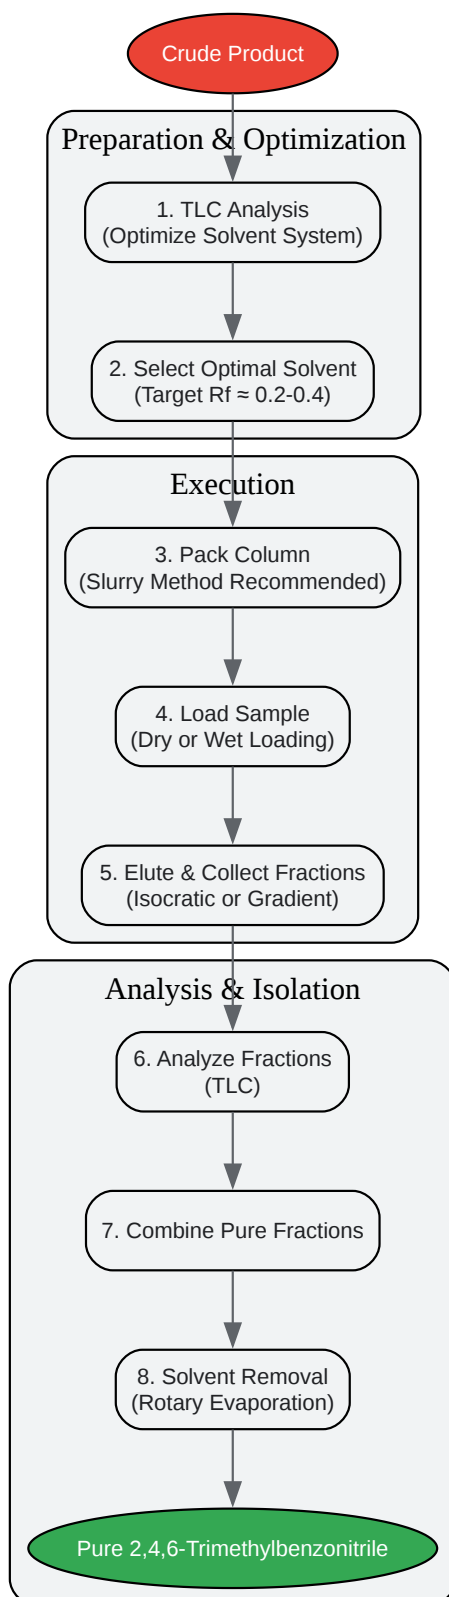 Crude Product
Preparation & Optimization
1. TLC Analysis
(Optimize Solvent System)
2. Select Optimal Solvent
(Target Rf ≈ 0.2-0.4)
Execution
3. Pack Column
(Slurry Method Recommended)
4. Load Sample
(Dry or Wet Loading)
5. Elute & Collect Fractions
(Isocratic or Gradient)
Analysis & Isolation
6. Analyze Fractions
(TLC)
7. Combine Pure Fractions
8. Solvent Removal
(Rotary Evaporation)
Pure 2,4,6-Trimethylbenzonitrile